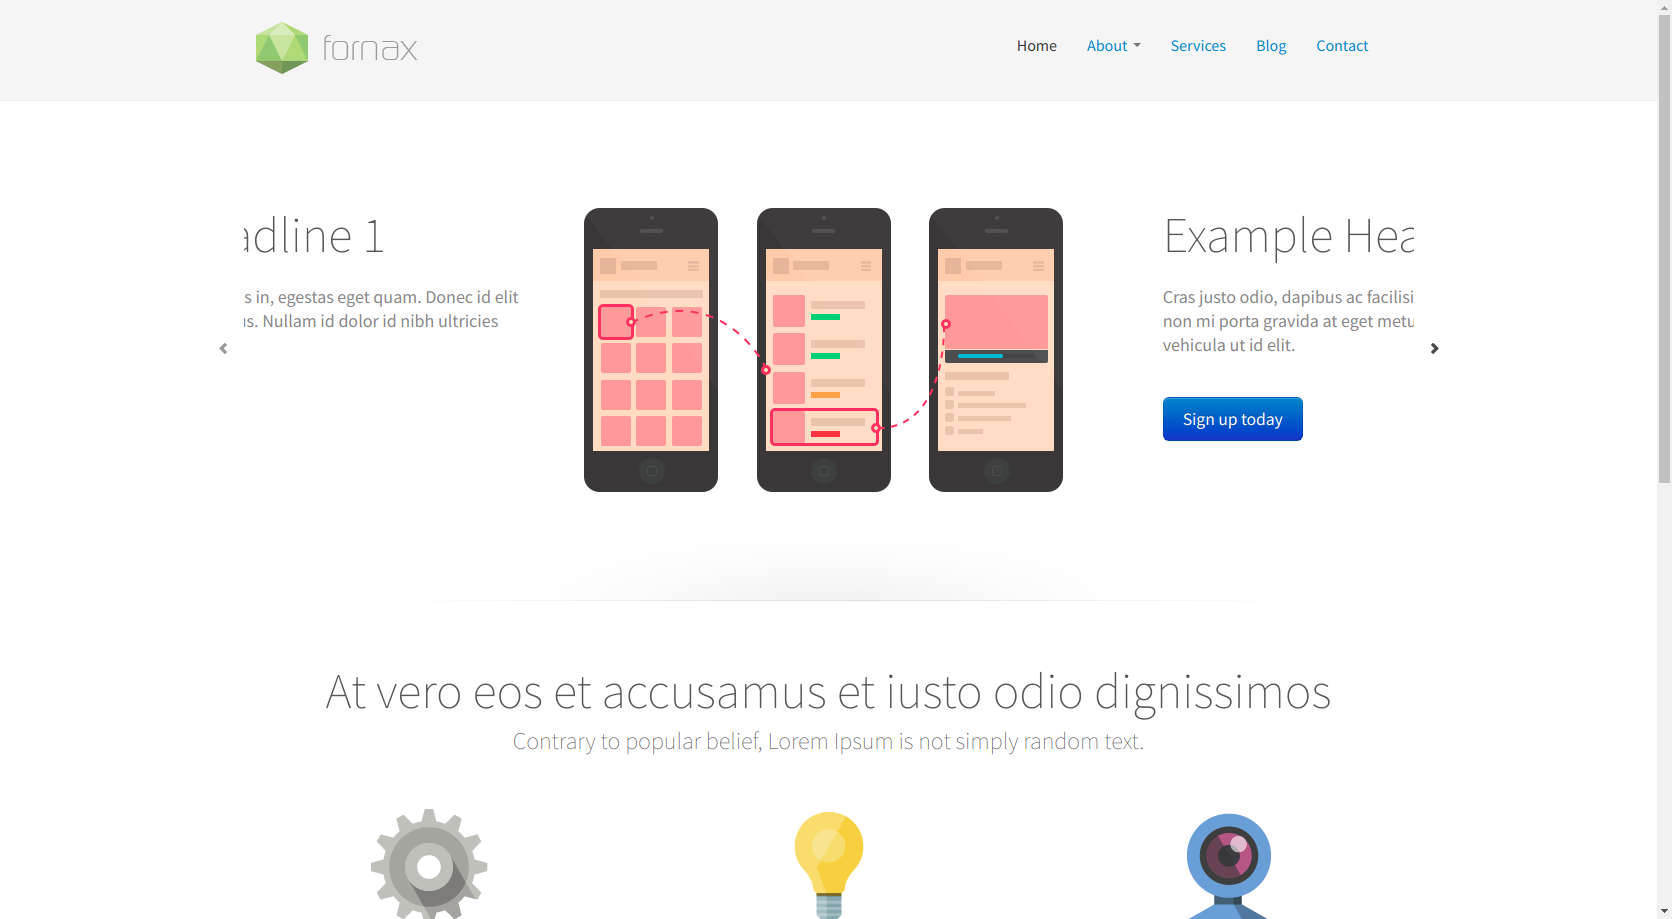 fornax
Home
About
Services
Blog
Contact
adline 1
s in, egestas eget quam. Donec id elit
us. Nullam id dolor id nibh ultricies
Example Hea
Cras justo odio, dapibus ac facilisi
non mi porta gravida at eget metu
vehicula ut id elit.
Sign up today
At vero eos et accusamus et iusto odio dignissimos
Contrary to popular belief, Lorem Ipsum is not simply random text.